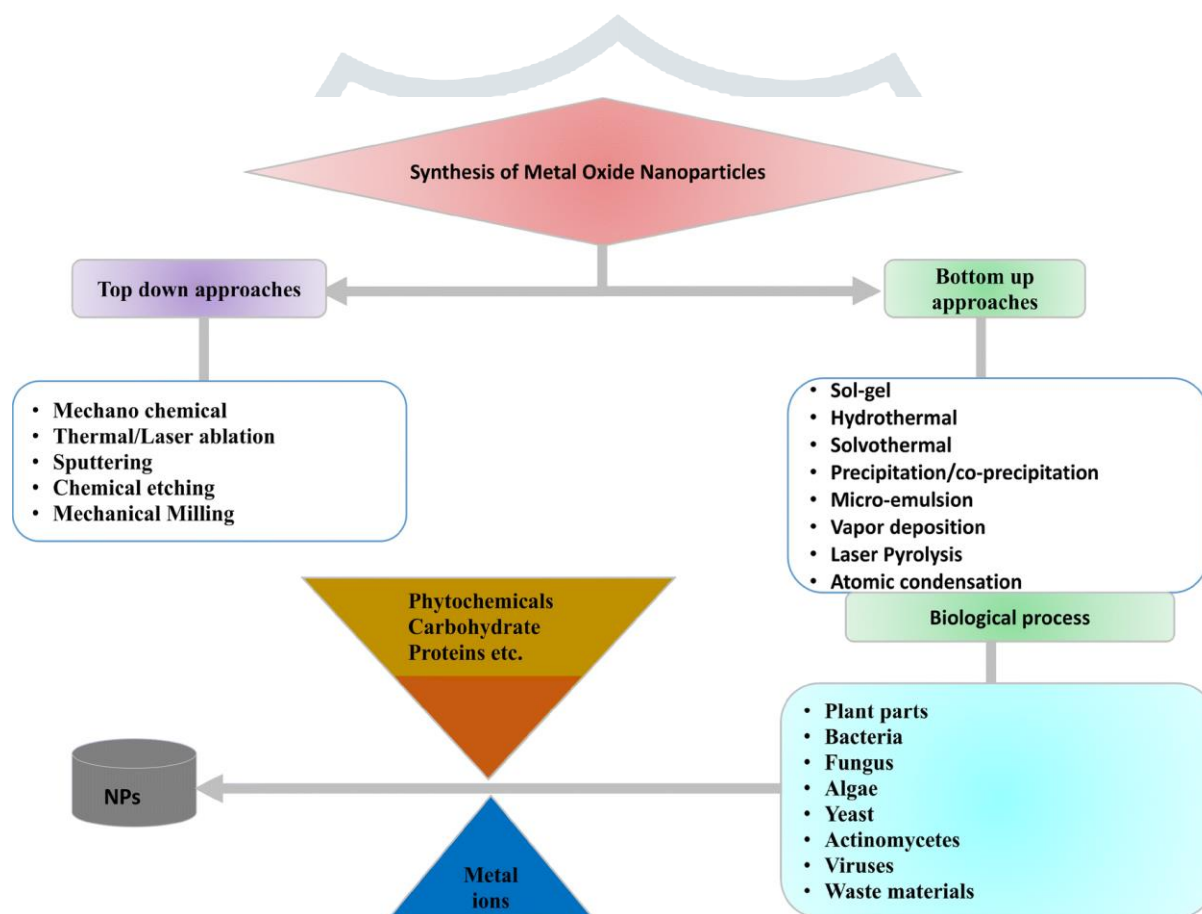 Synthesis of Metal Oxide Nanoparticles
Top down approaches
Bottom up
approaches
• Mechano chemical
• Thermal/Laser ablation
• Sputtering
• Chemical etching
• Mechanical Milling
• Sol-gel
• Hydrothermal
• Solvothermal
• Precipitation/co-precipitation
• Micro-emulsion
• Vapor deposition
• Laser Pyrolysis
• Atomic condensation
Biological process
Phytochemicals
Carbohydrate
Proteins etc.
• Plant parts
• Bacteria
• Fungus
• Algae
• Yeast
• Actinomycetes
• Viruses
• Waste materials
NPs
Metal
ions